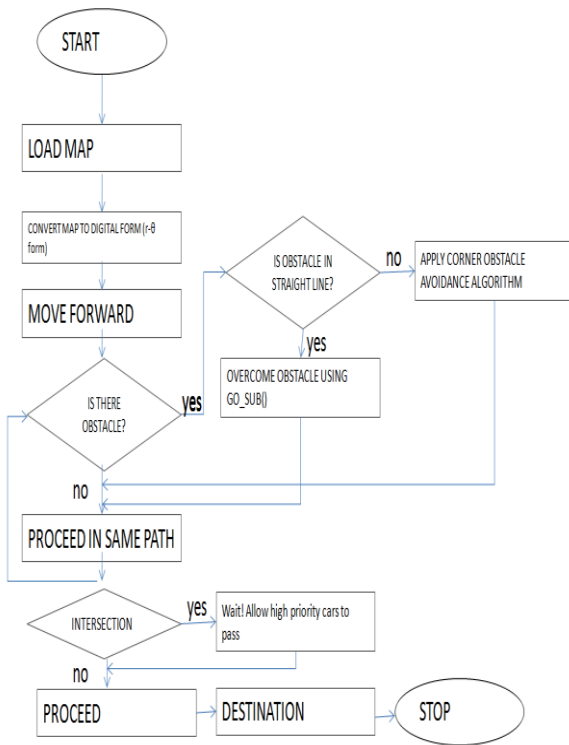 START
LOAD MAP
CONVERT MAP TO DIGITAL FORM (r-θ
form)
MOVE FORWARD
IS THERE
OBSTACLE?
yes
IS OBSTACLE IN
STRAIGHT LINE?
no
APPLY CORNER OBSTACLE
AVOIDANCE ALGORITHM
yes
OVERCOME OBSTACLE USING
GO_SUB()
no
PROCEED IN SAME PATH
INTERSECTION
yes
Wait! Allow high priority cars to
pass
no
PROCEED
DESTINATION
STOP